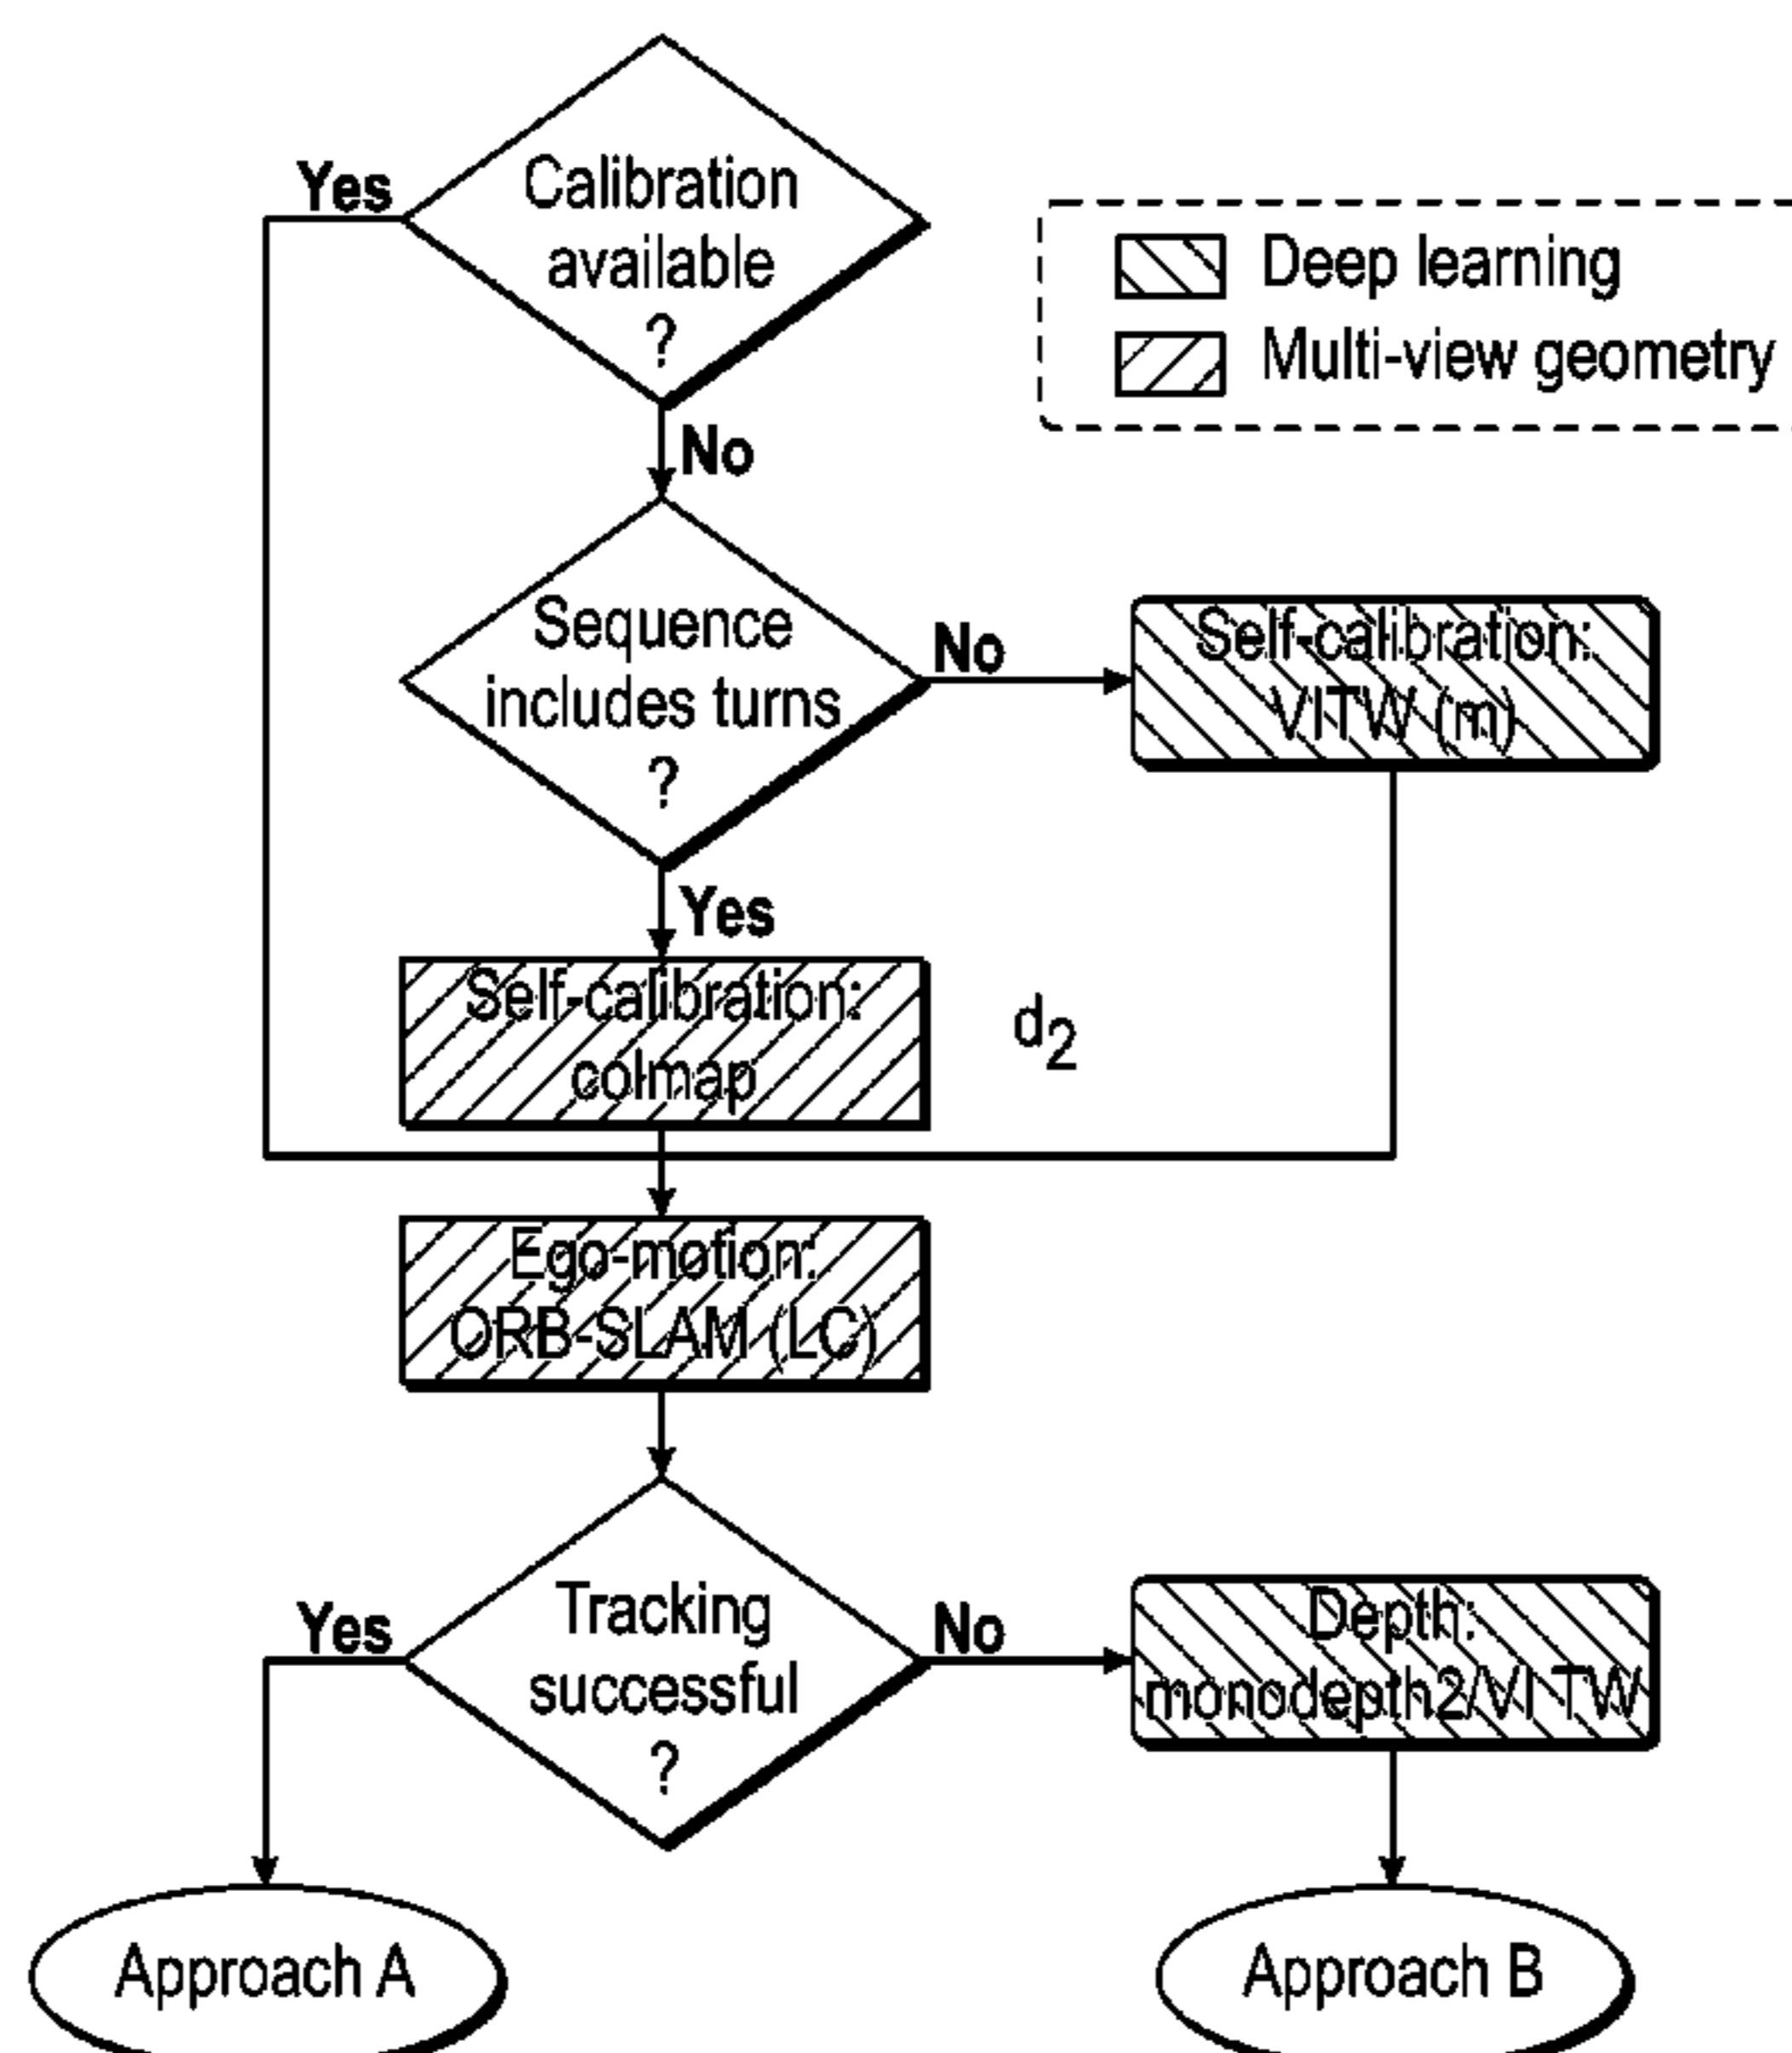 Calibration
available
?
Yes
No
Deep learning
Multi-view geometry
Sequence
includes turns
?
No
Self-calibration:
VITW (m)
Yes
Self-calibration:
colmap
d2
Ego-motion:
ORB-SLAM (LC)
Tracking
successful
?
Yes
No
Depth:
monodepth2/VITW
Approach A
Approach B